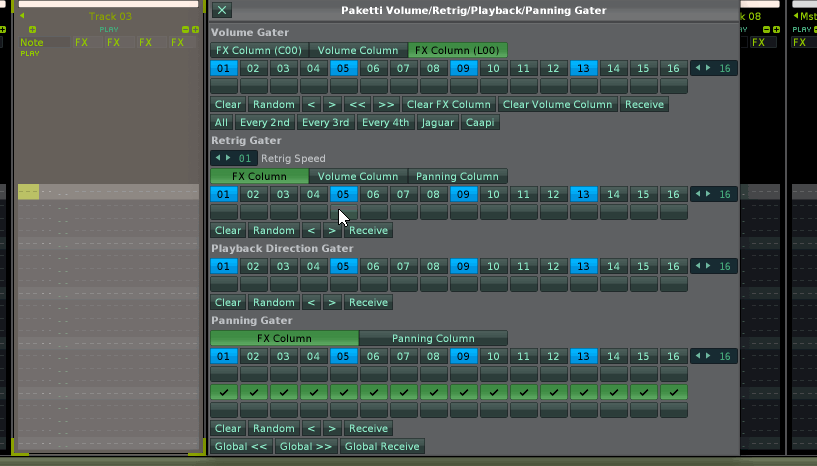 Paketti Volume/Retrig/Playback/Panning Gater
Track 03
PLAY
Note FX FX FX FX
PLAY
k 08
FX
Mst
FX
Volume Gater
FX Column (C00) Volume Column FX Column (L00)
01 02 03 04 05 06 07 08 09 10 11 12 13 14 15 16 16
Clear Random < > << >> Clear FX Column Clear Volume Column Receive
All Every 2nd Every 3rd Every 4th Jaguar Caapi
Retrig Gater
01 Retrig Speed
FX Column Volume Column Panning Column
01 02 03 04 05 06 07 08 09 10 11 12 13 14 15 16 16
Clear Random < > Receive
Playback Direction Gater
01 02 03 04 05 06 07 08 09 10 11 12 13 14 15 16 16
Clear Random < > Receive
Panning Gater
FX Column Panning Column
01 02 03 04 05 06 07 08 09 10 11 12 13 14 15 16 16
Clear Random < > Receive
Global << Global >> Global Receive